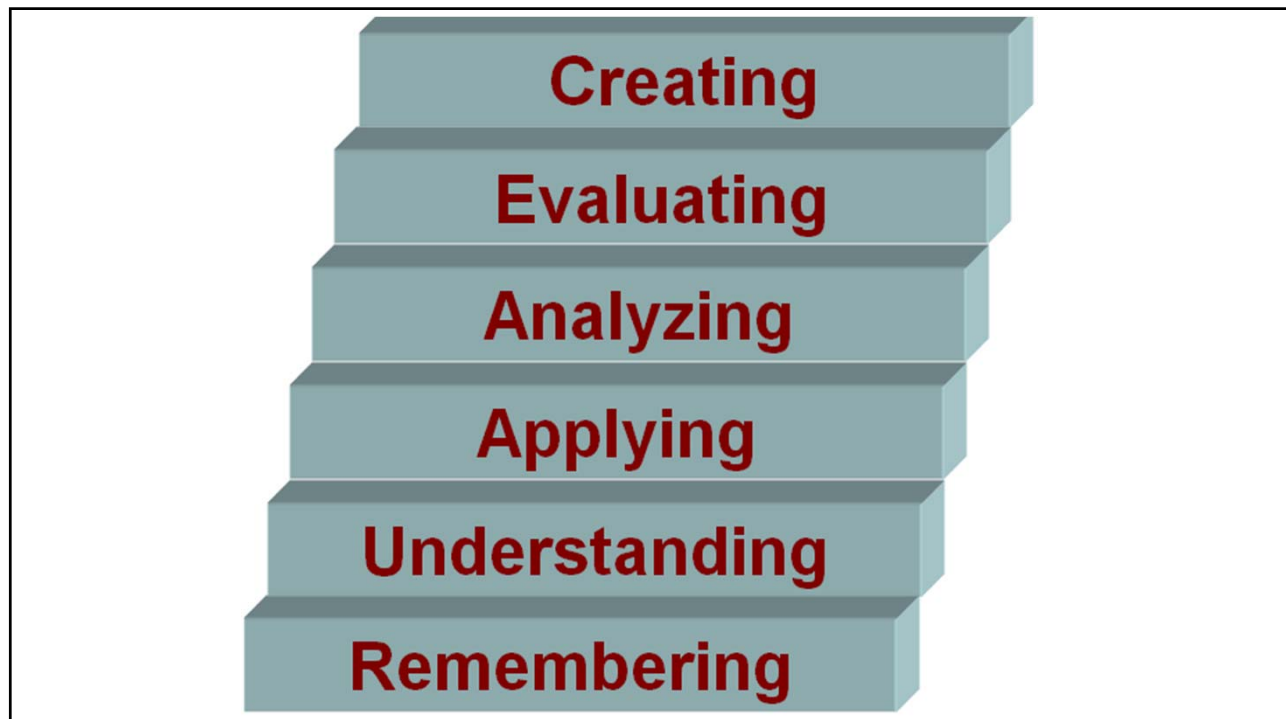 Creating
Evaluating
Analyzing
Applying
Understanding
Remembering